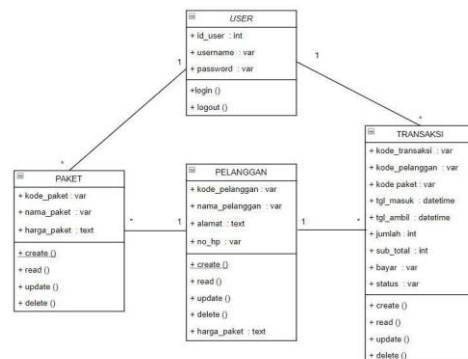 USER
+ id_user : int
+ username : var
+ password : var
+login ()
+ logout ()
1
1
*
*
PAKET
+ kode_paket : var
+ nama_paket : var
+ harga_paket : text
+ create ()
+ read ()
+ update ()
+ delete ()
*
1
PELANGGAN
+ kode_pelanggan : var
+ nama_pelanggan : var
+ alamat : text
+ no_hp : var
+ create ()
+ read ()
+ update ()
+ delete ()
+ harga_paket : text
1
*
TRANSAKSI
+ kode_transaksi : var
+ kode_pelanggan : var
+ kode paket : var
+ tgl_masuk : datetime
+ tgl_ambil : datetime
+ jumlah : int
+ sub_total : int
+ bayar : var
+ status : var
+ create ()
+ read ()
+ update ()
+ delete ()